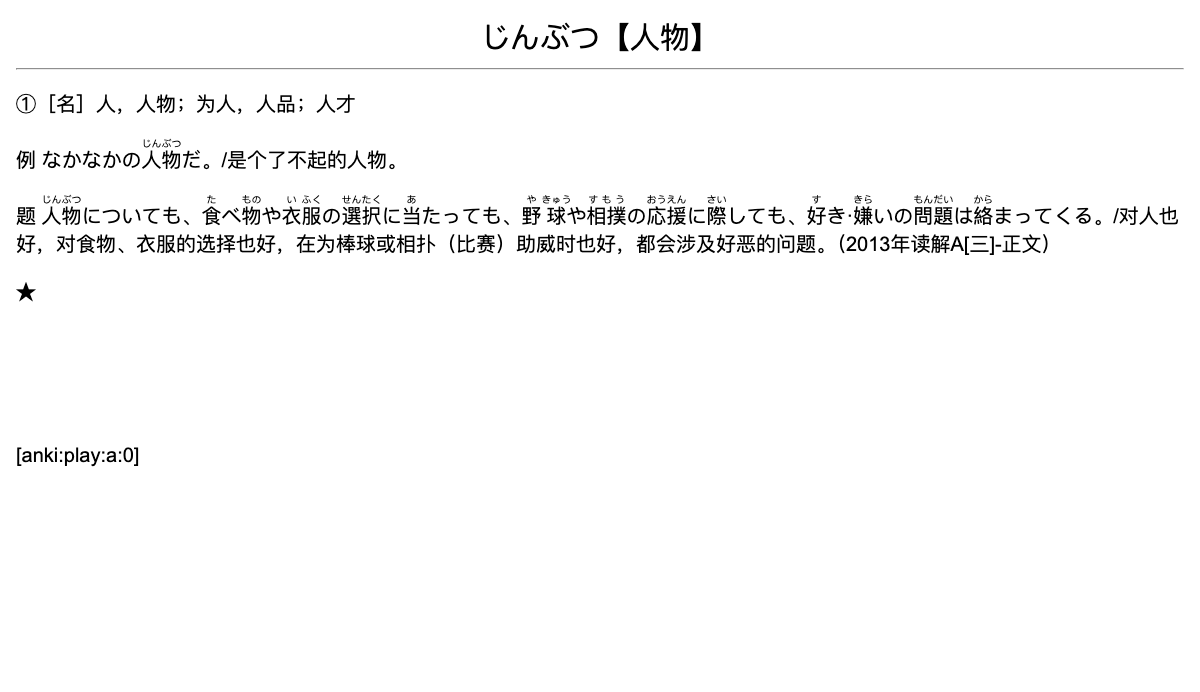 じんぶつ【人物】
①［名］人，人物；为人，人品；人才
じんぶつ
例 なかなかの人物だ。/是个了不起的人物。
じんぶつ た もの い ふく せんたく あ や きゅう すもう おうえん さい す きら もんだい から
题 人物についても、食べ物や衣服の選択に当たっても、野球や相撲の応援に際しても、好き·嫌いの問題は絡まってくる。/对人也
好，对食物、衣服的选择也好，在为棒球或相扑（比赛）助威时也好，都会涉及好恶的问题。（2013年读解A[三]-正文）
★
[anki:play:a:0]